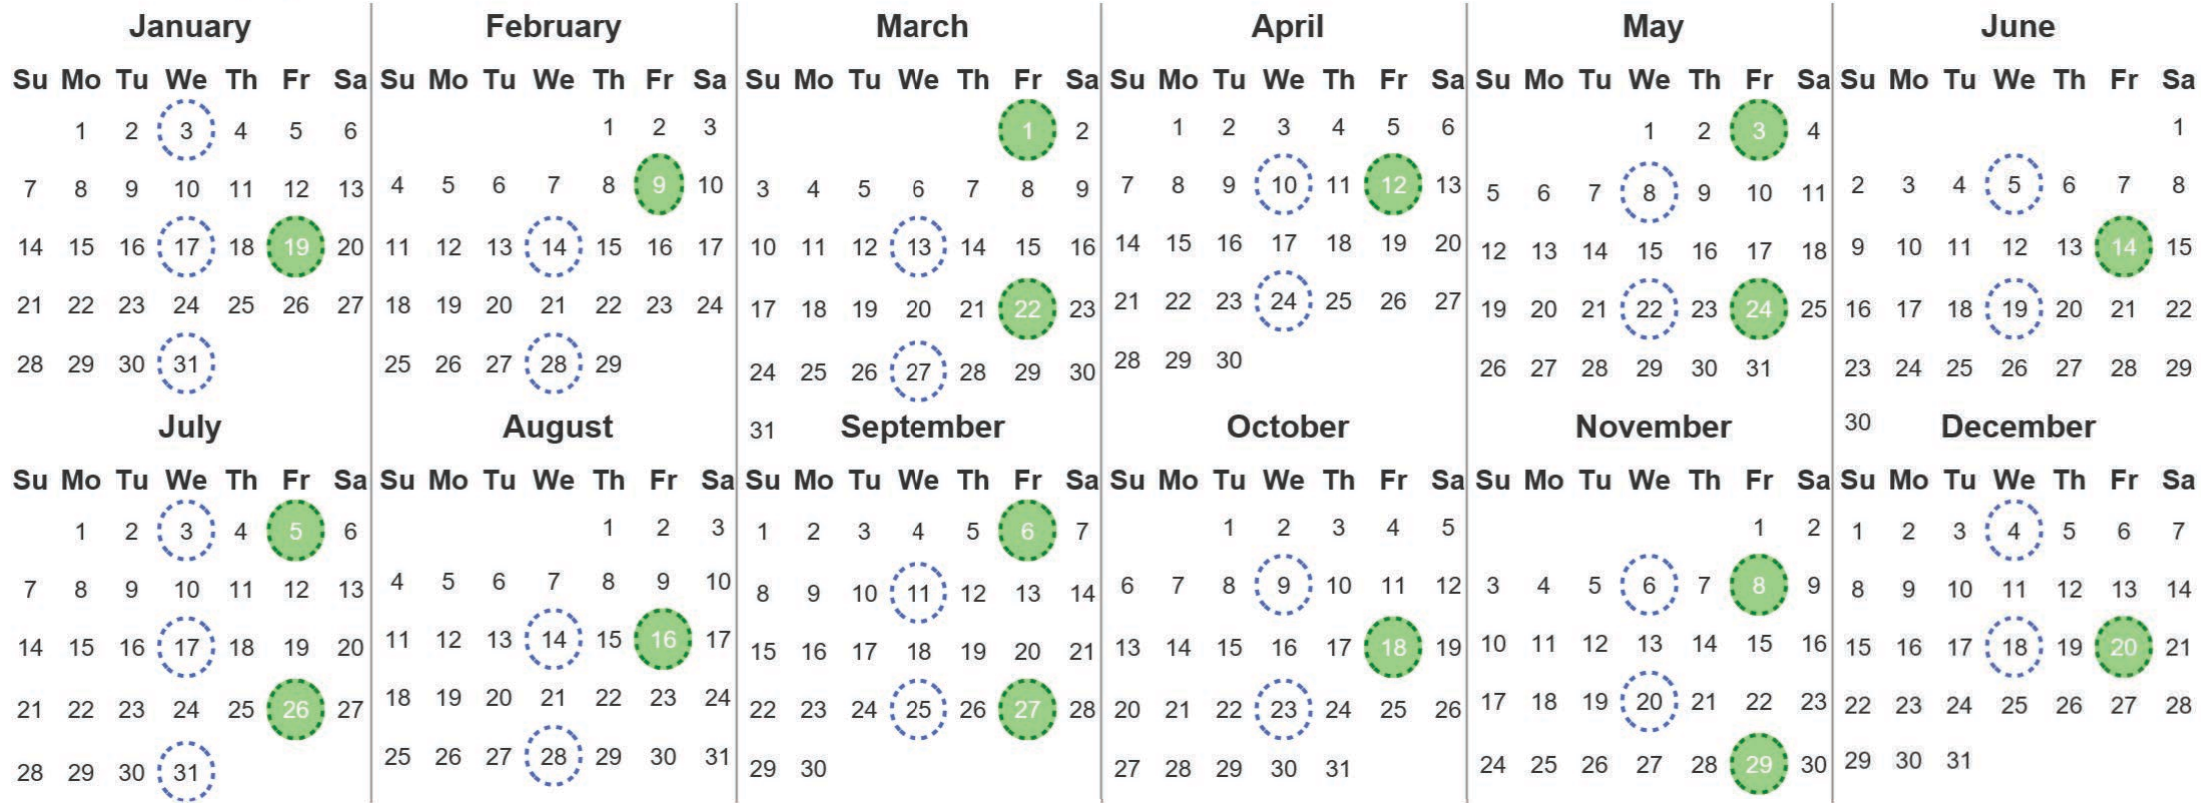 January
Su Mo Tu We Th Fr Sa
1 2 3 4 5 6
7 8 9 10 11 12 13
14 15 16 17 18 19 20
21 22 23 24 25 26 27
28 29 30 31
February
Su Mo Tu We Th Fr Sa
1 2 3
4 5 6 7 8 9 10
11 12 13 14 15 16 17
18 19 20 21 22 23 24
25 26 27 28 29
March
Su Mo Tu We Th Fr Sa
1 2
3 4 5 6 7 8 9
10 11 12 13 14 15 16
17 18 19 20 21 22 23
24 25 26 27 28 29 30
31
April
Su Mo Tu We Th Fr Sa
1 2 3 4 5 6
7 8 9 10 11 12 13
14 15 16 17 18 19 20
21 22 23 24 25 26 27
28 29 30
May
Su Mo Tu We Th Fr Sa
1 2 3 4
5 6 7 8 9 10 11
12 13 14 15 16 17 18
19 20 21 22 23 24 25
26 27 28 29 30 31
June
Su Mo Tu We Th Fr Sa
1
2 3 4 5 6 7 8
9 10 11 12 13 14 15
16 17 18 19 20 21 22
23 24 25 26 27 28 29
30
July
Su Mo Tu We Th Fr Sa
1 2 3 4 5 6
7 8 9 10 11 12 13
14 15 16 17 18 19 20
21 22 23 24 25 26 27
28 29 30 31
August
Su Mo Tu We Th Fr Sa
1 2 3
4 5 6 7 8 9 10
11 12 13 14 15 16 17
18 19 20 21 22 23 24
25 26 27 28 29 30 31
September
Su Mo Tu We Th Fr Sa
1 2 3 4 5 6 7
8 9 10 11 12 13 14
15 16 17 18 19 20 21
22 23 24 25 26 27 28
29 30
October
Su Mo Tu We Th Fr Sa
1 2 3 4 5
6 7 8 9 10 11 12
13 14 15 16 17 18 19
20 21 22 23 24 25 26
27 28 29 30 31
November
Su Mo Tu We Th Fr Sa
1 2
3 4 5 6 7 8 9
10 11 12 13 14 15 16
17 18 19 20 21 22 23
24 25 26 27 28 29 30
December
Su Mo Tu We Th Fr Sa
1 2 3 4 5 6 7
8 9 10 11 12 13 14
15 16 17 18 19 20 21
22 23 24 25 26 27 28
29 30 31